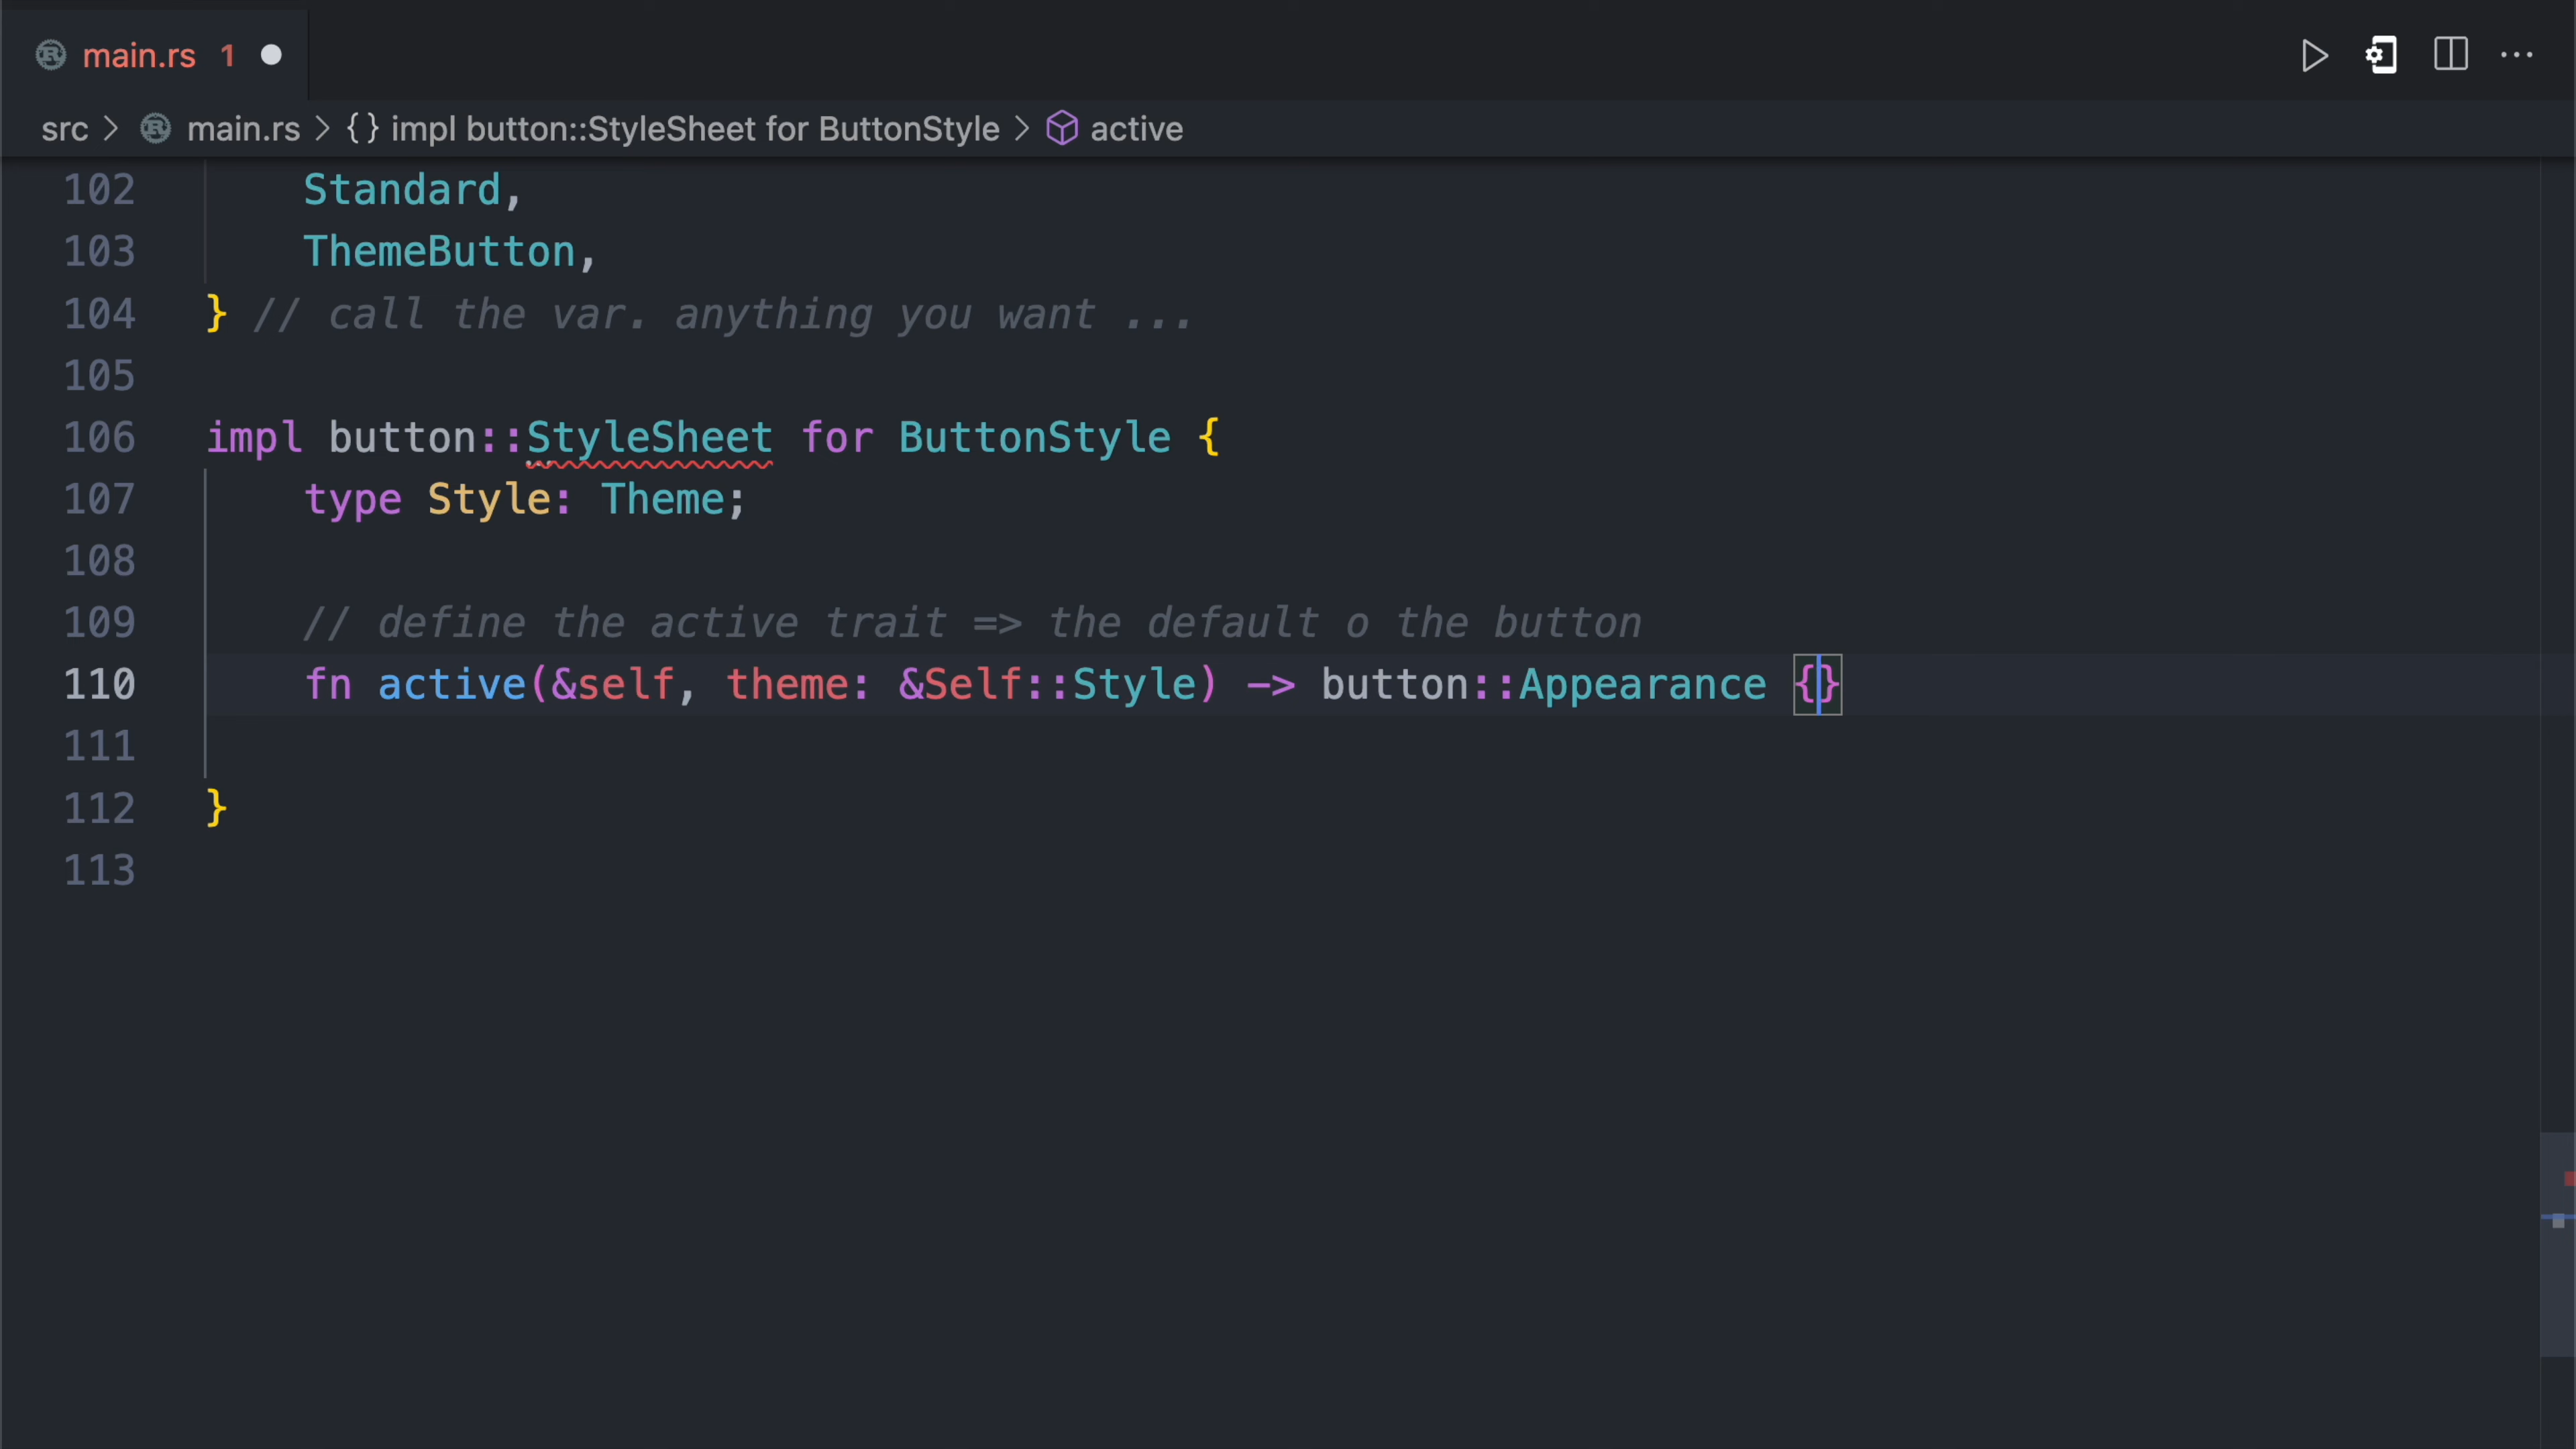 main.rs 1
src > main.rs > {} impl button::StyleSheet for ButtonStyle > active
102 Standard,
103 ThemeButton,
104 } // call the var. anything you want ...
105
106 impl button::StyleSheet for ButtonStyle {
107 type Style: Theme;
108
109 // define the active trait => the default o the button
110 fn active(&self, theme: &Self::Style) -> button::Appearance {}
111
112 }
113